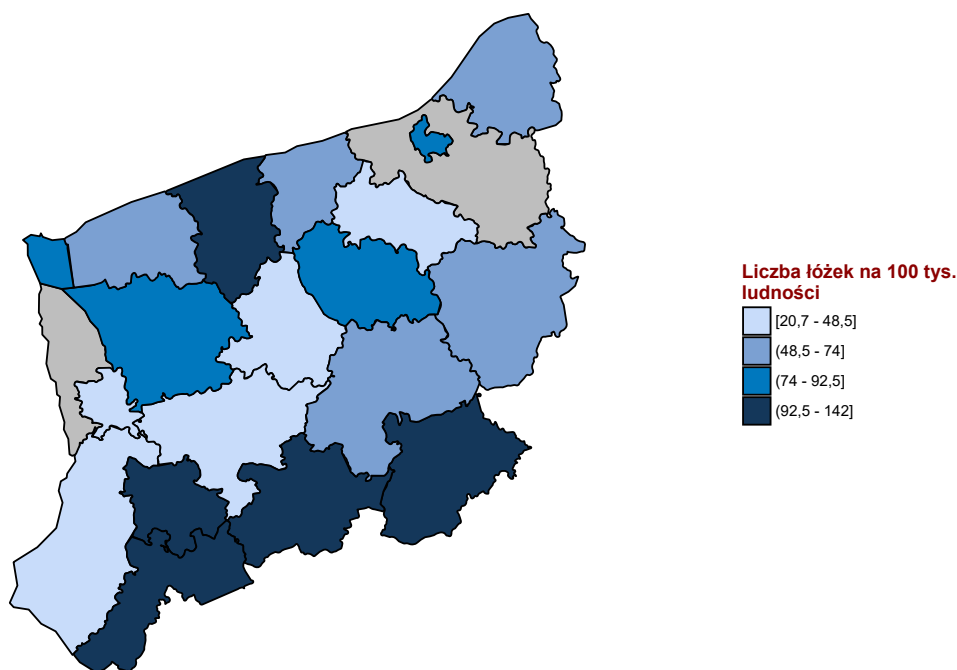 Liczba łóżek na 100 tys.
ludności
[20,7 - 48,5]
(48,5 - 74]
(74 - 92,5]
(92,5 - 142]